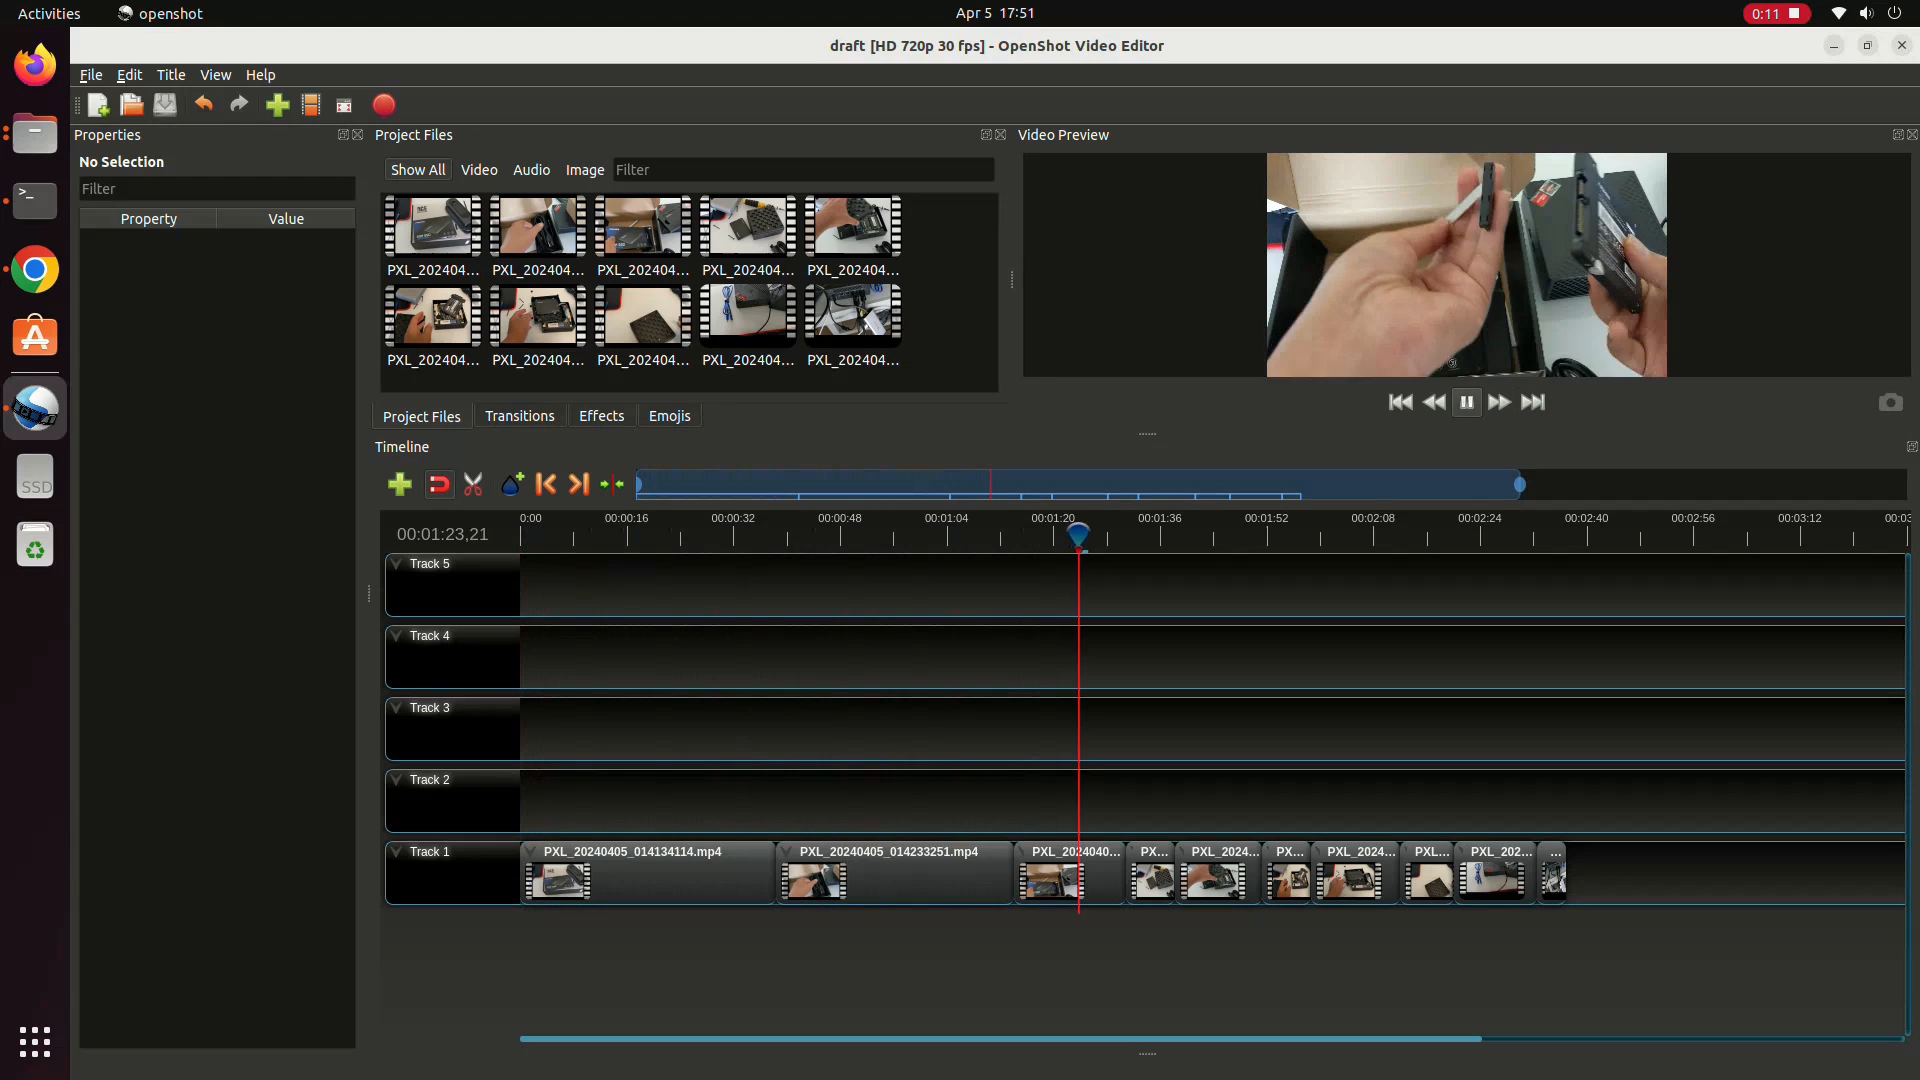 Activities openshot Apr 5 17:51 0:11
draft [HD 720p 30 fps] - OpenShot Video Editor
File Edit Title View Help
Properties
No Selection
Filter
Property Value
Project Files
Show All Video Audio Image Filter
PXL_202404... PXL_202404... PXL_202404... PXL_202404... PXL_202404...
PXL_202404... PXL_202404... PXL_202404... PXL_202404... PXL_202404...
Project Files Transitions Effects Emojis
Video Preview
Timeline
00:01:23,21
0:00 00:00:16 00:00:32 00:00:48 00:01:04 00:01:20 00:01:36 00:01:52 00:02:08 00:02:24 00:02:40 00:02:56 00:03:12 00:03
Track 5
Track 4
Track 3
Track 2
Track 1
PXL_20240405_014134114.mp4 PXL_20240405_014233251.mp4 PXL_2024040... PX... PXL_2024... PX... PXL_2024... PXL... PXL_202... ...
SSD